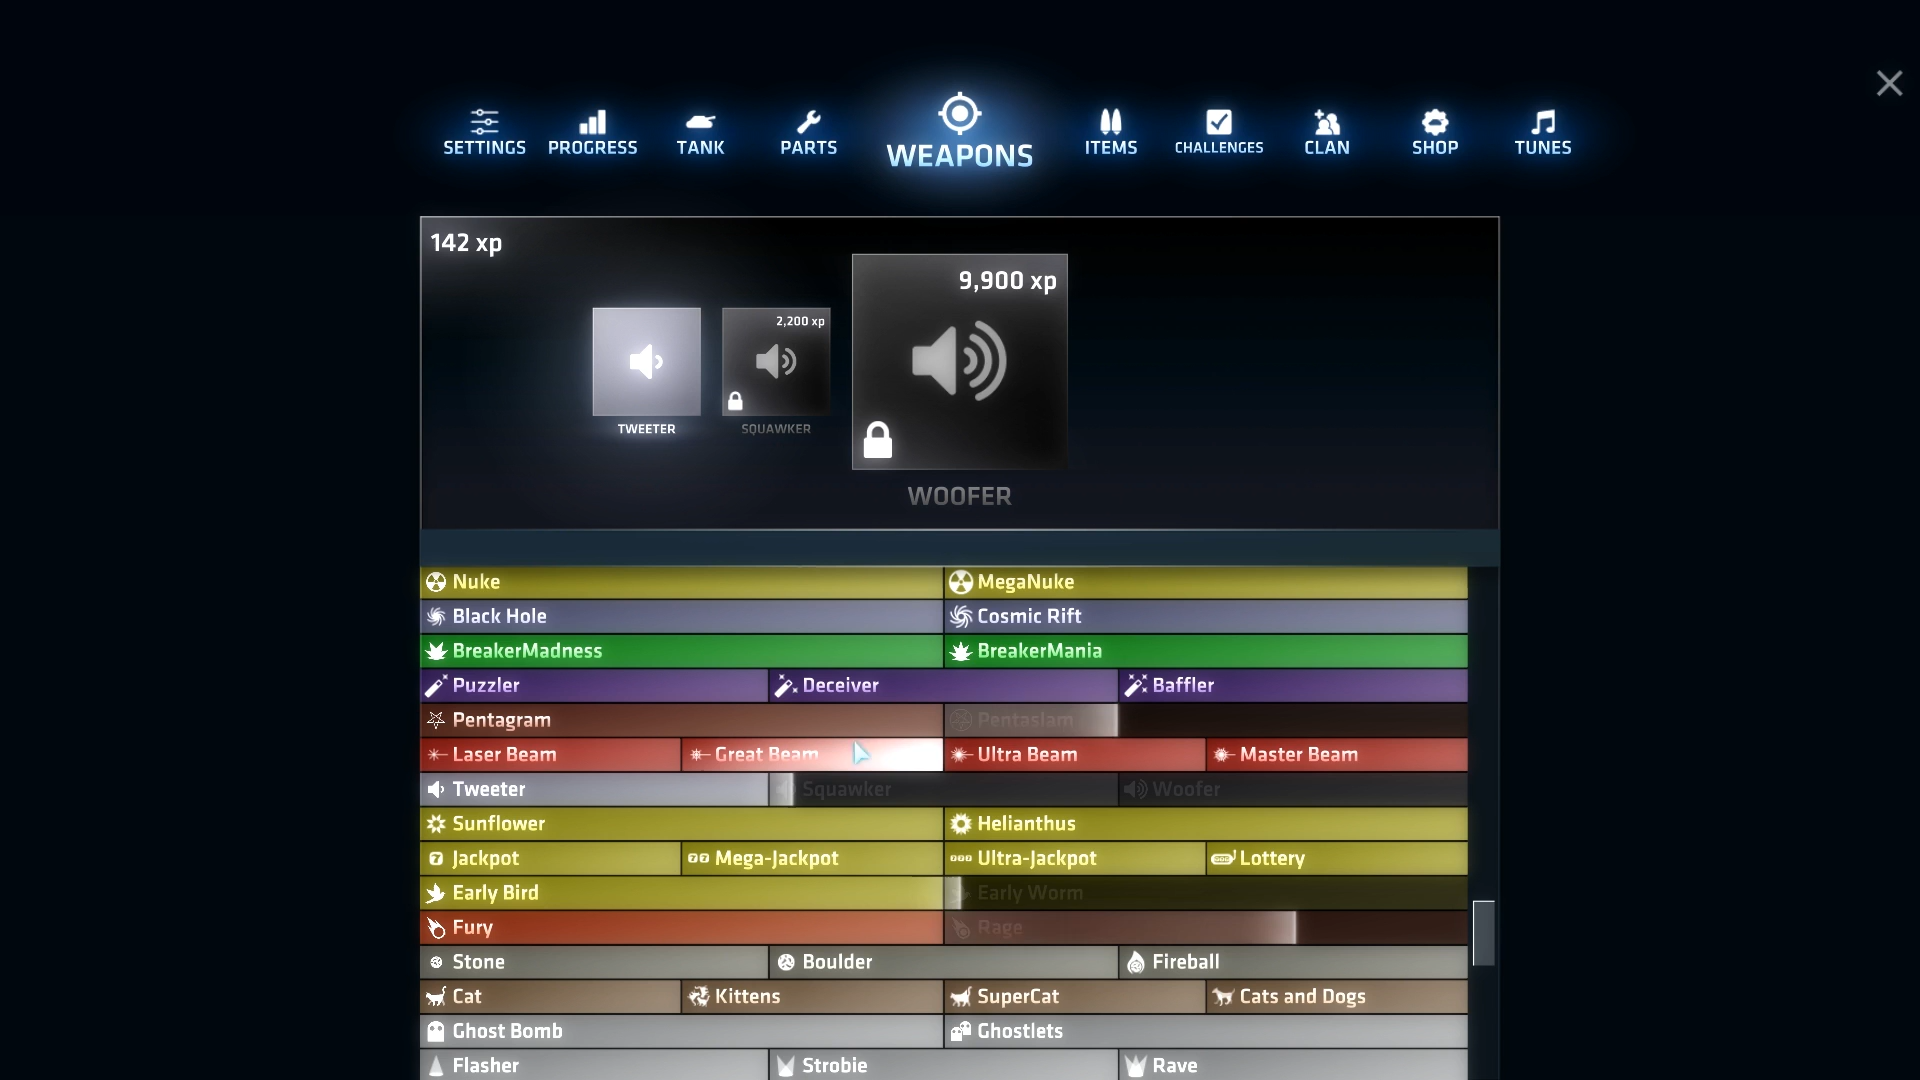 SETTINGS PROGRESS TANK PARTS WEAPONS ITEMS CHALLENGES CLAN SHOP TUNES
142 xp
9,900 xp
2,200 xp
TWEETER SQUAWKER
WOOFER
Nuke MegaNuke
Black Hole Cosmic Rift
BreakerMadness BreakerMania
Puzzler Deceiver Baffler
Pentagram Pentaslam
Laser Beam Great Beam Ultra Beam Master Beam
Tweeter Squawker Woofer
Sunflower Helianthus
Jackpot Mega-Jackpot Ultra-Jackpot Lottery
Early Bird Early Worm
Fury Rage
Stone Boulder Fireball
Cat Kittens SuperCat Cats and Dogs
Ghost Bomb Ghostlets
Flasher Strobie Rave